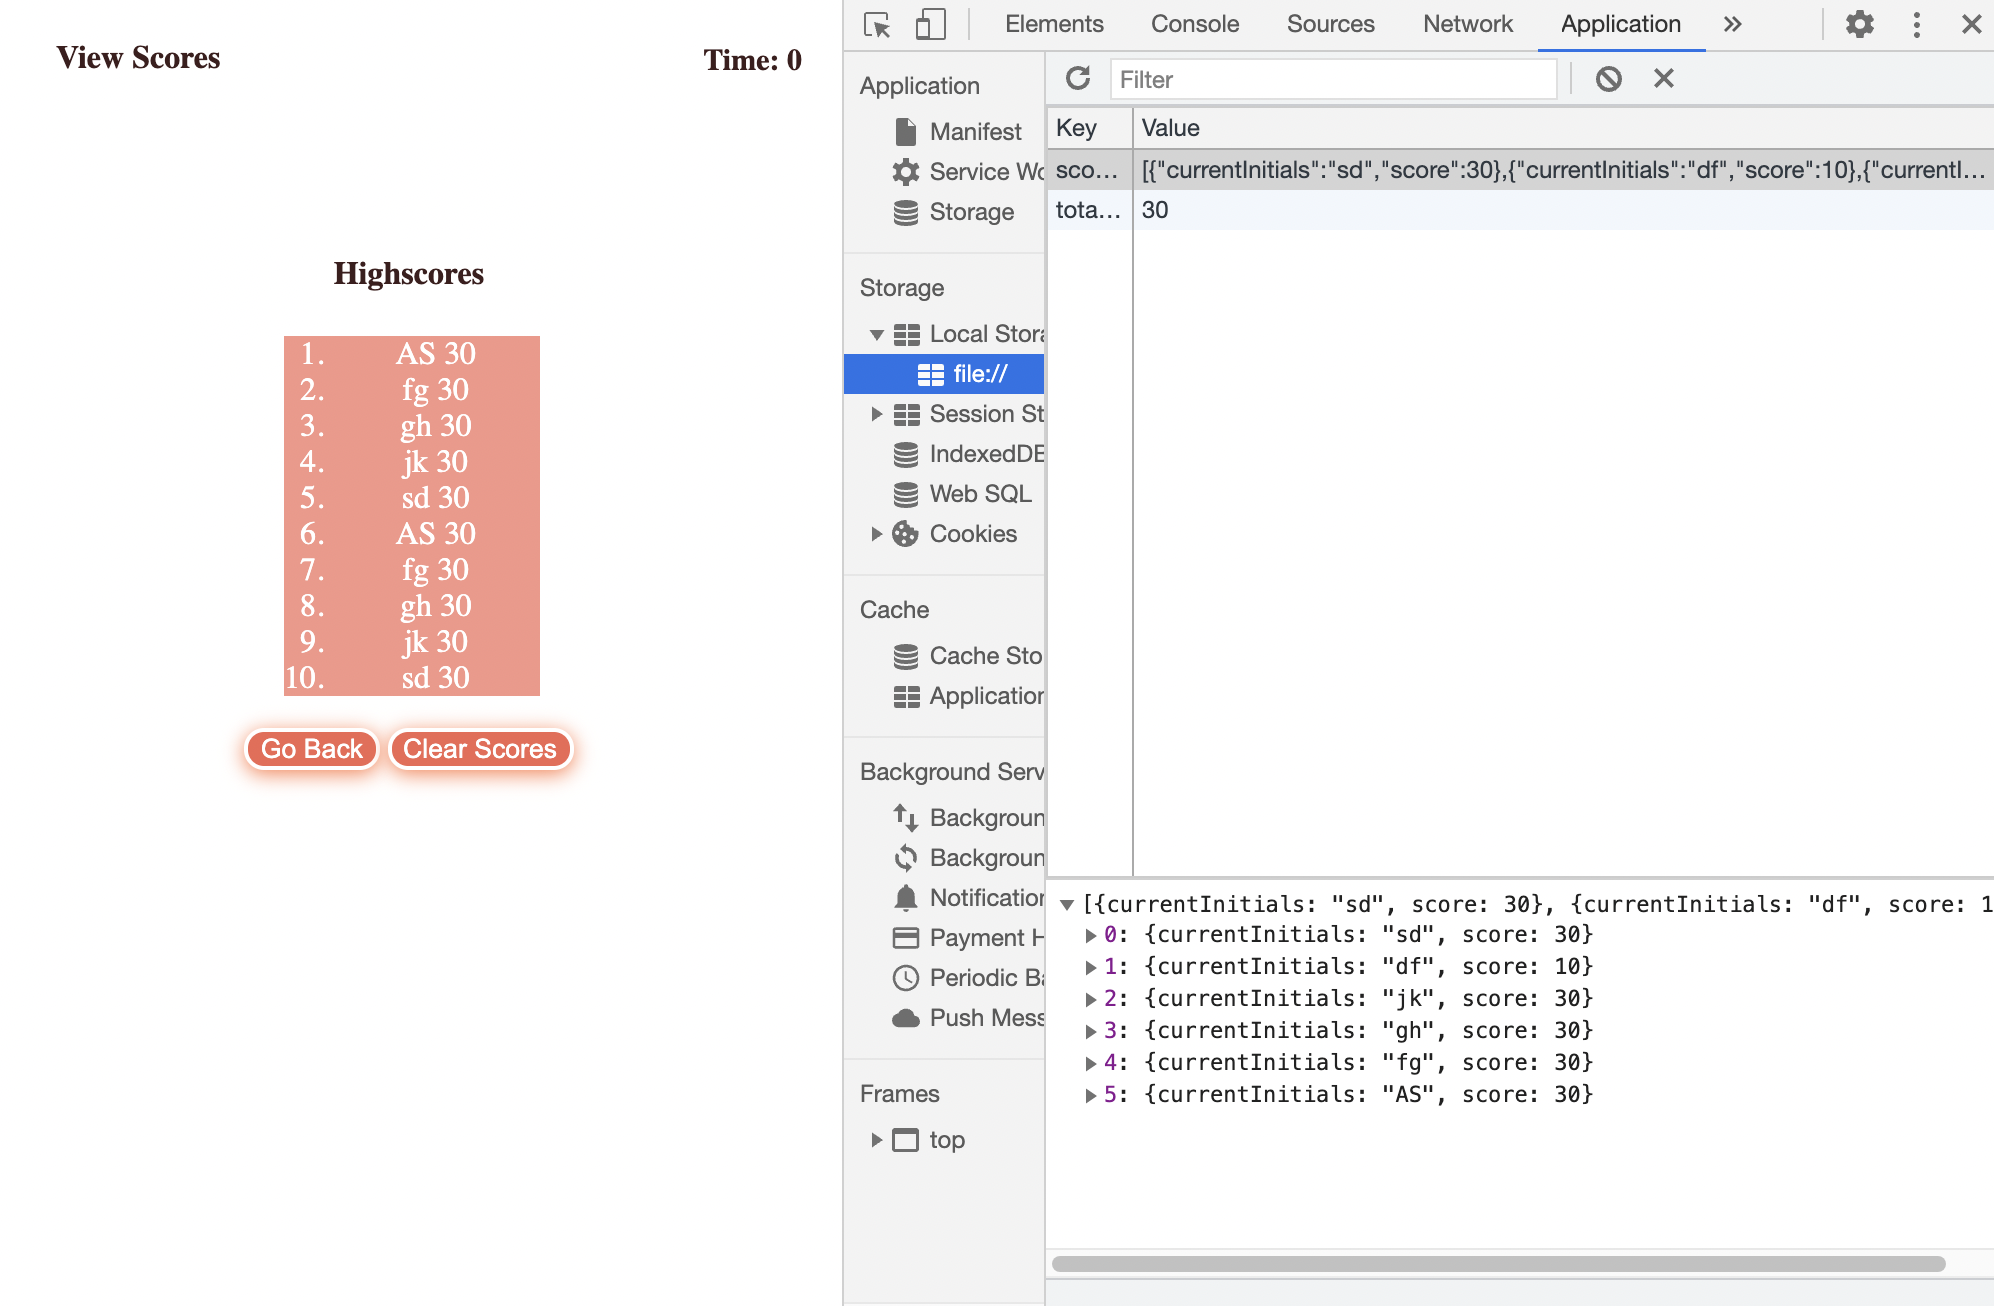 View Scores
Time: 0
Highscores
1. AS 30
2. fg 30
3. gh 30
4. jk 30
5. sd 30
6. AS 30
7. fg 30
8. gh 30
9. jk 30
10. sd 30
Go Back Clear Scores
Elements Console Sources Network Application »
Application
Manifest
Service Wo
Storage
Storage
Local Stora
file://
Session St
IndexedDB
Web SQL
Cookies
Cache
Cache Sto
Application
Background Serv
Backgroun
Backgroun
Notification
Payment H
Periodic Ba
Push Mess
Frames
top
Filter
Key Value
sco... [{"currentInitials":"sd","score":30},{"currentInitials":"df","score":10},{"currentI...
tota... 30
[{currentInitials: "sd", score: 30}, {currentInitials: "df", score: 1
0: {currentInitials: "sd", score: 30}
1: {currentInitials: "df", score: 10}
2: {currentInitials: "jk", score: 30}
3: {currentInitials: "gh", score: 30}
4: {currentInitials: "fg", score: 30}
5: {currentInitials: "AS", score: 30}